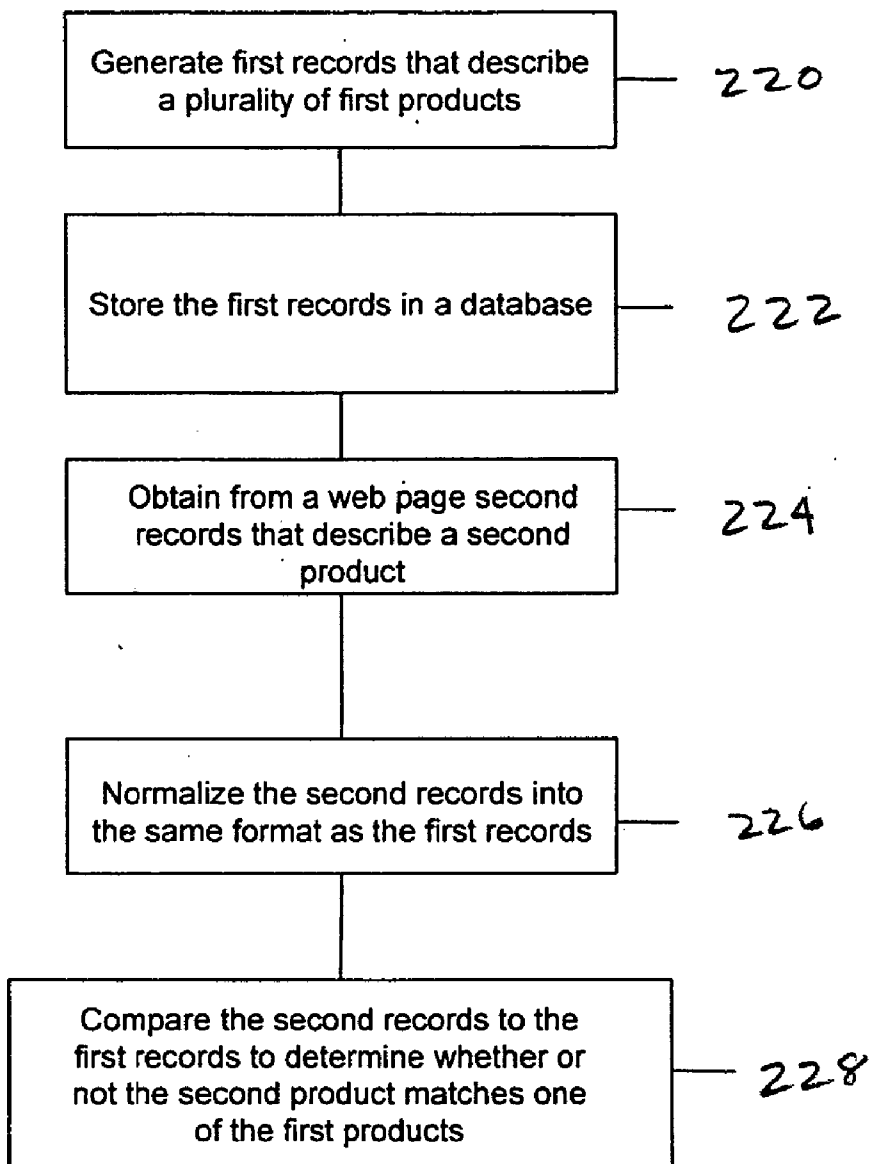 Generate first records that describe
a plurality of first products
220
Store the first records in a database
222
Obtain from a web page second
records that describe a second
product
224
Normalize the second records into
the same format as the first records
226
Compare the second records to the
first records to determine whether or
not the second product matches one
of the first products
228